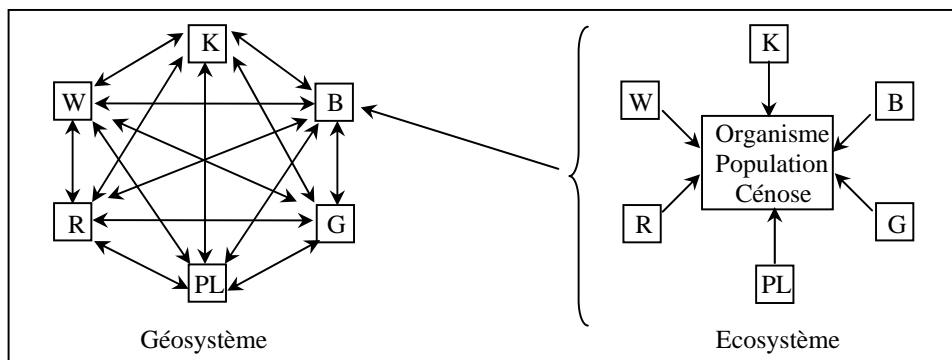 K
W
B
R
G
PL
Géosystème
K
W
B
Organisme
Population
Cénose
R
G
PL
Ecosystème